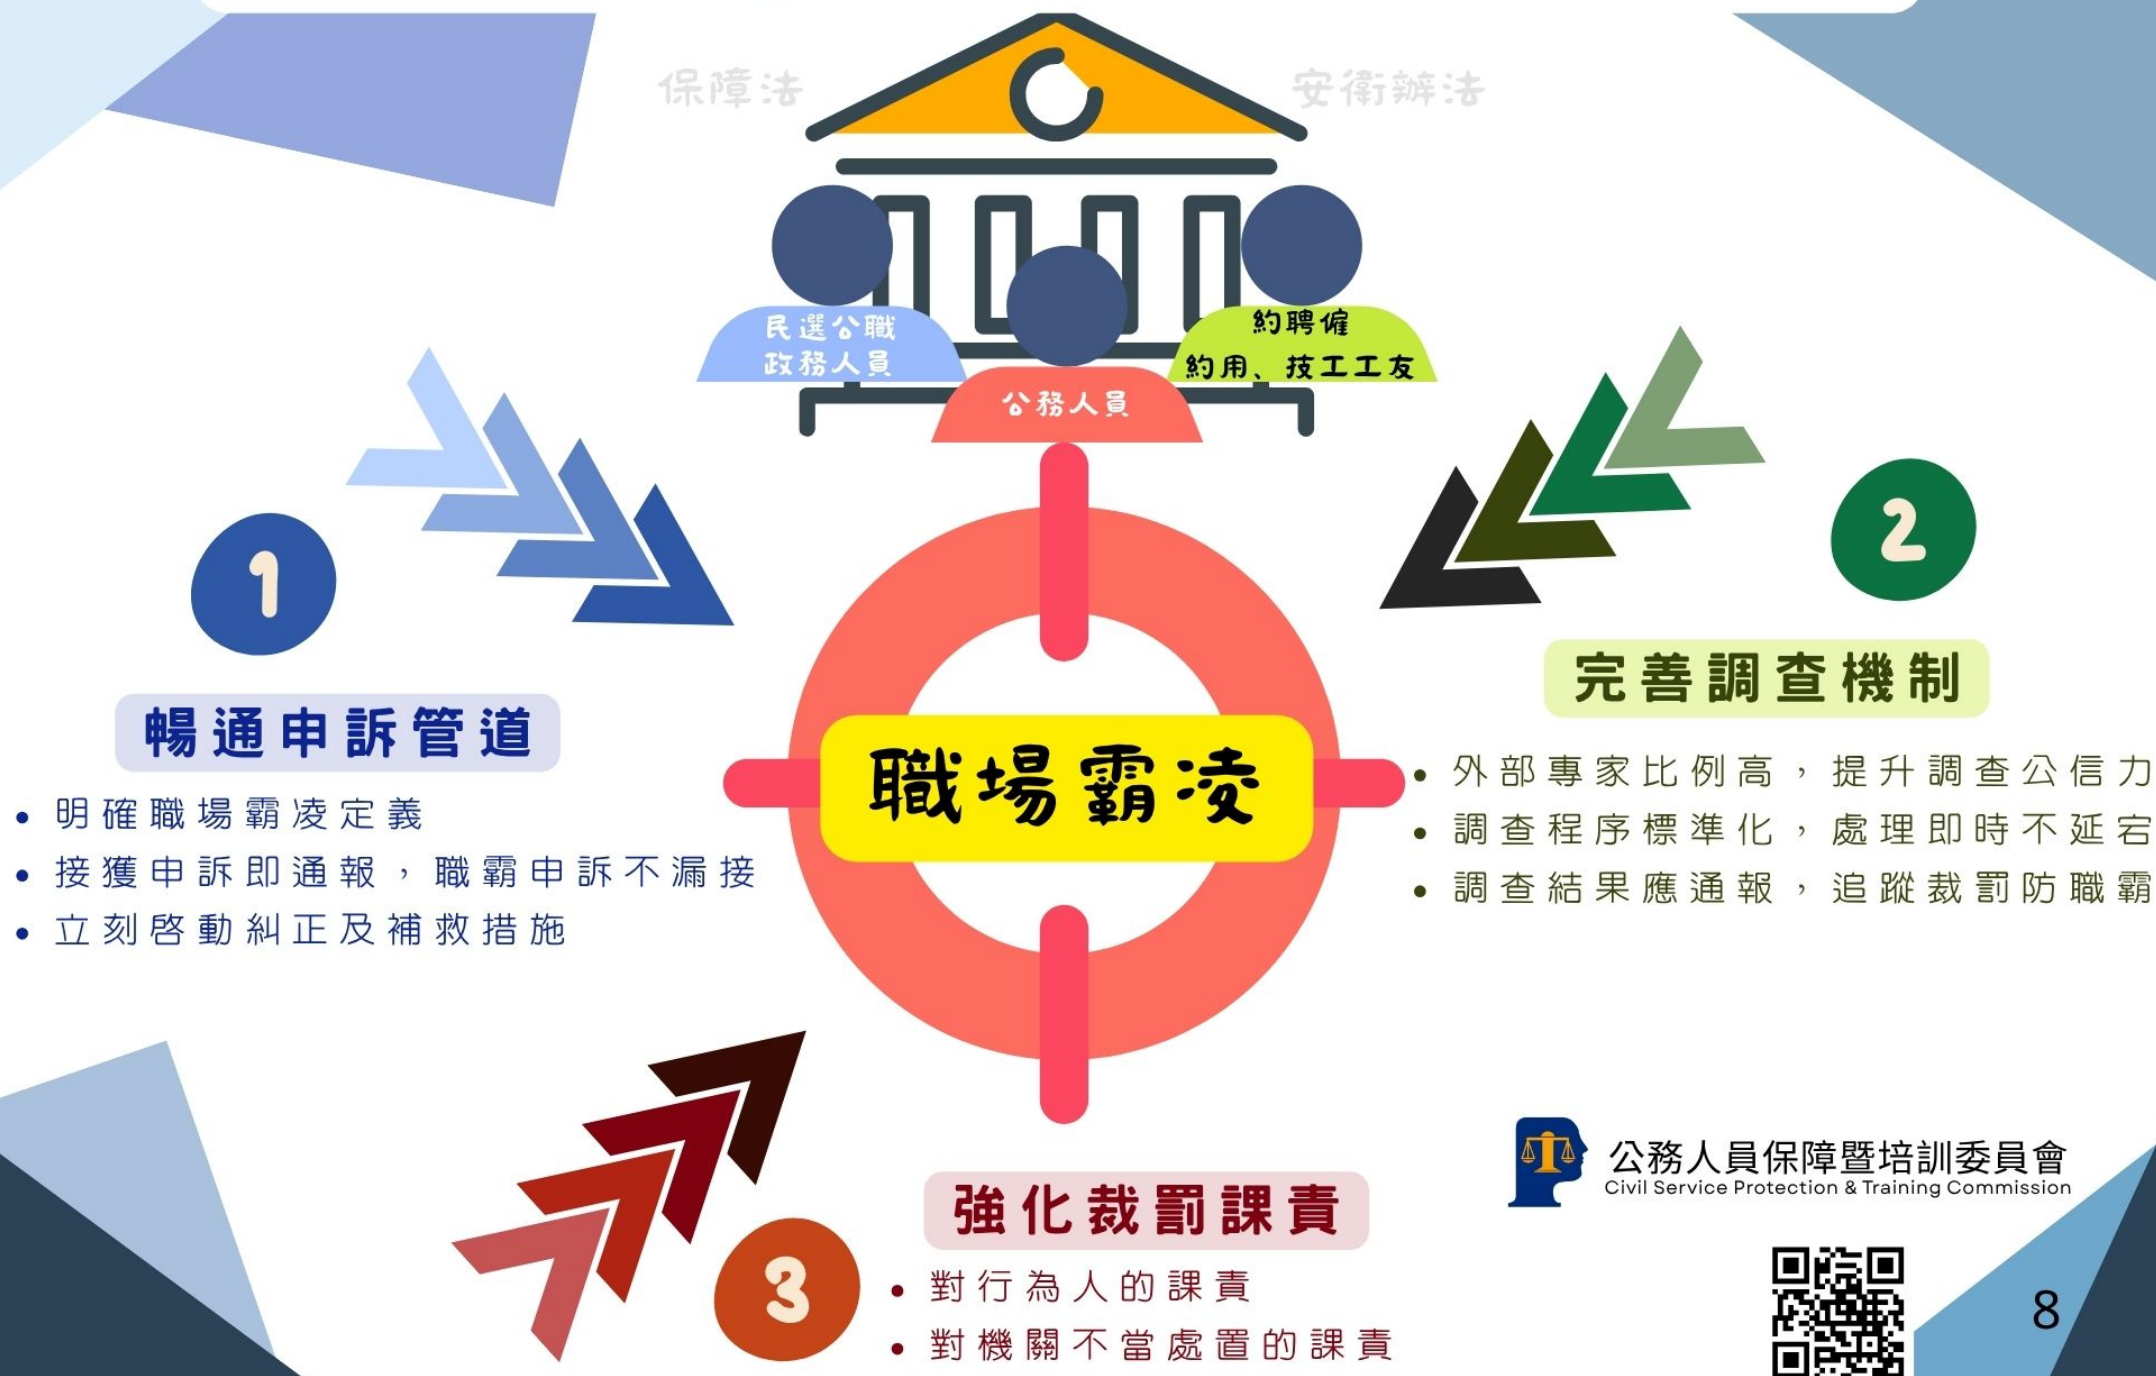 保障法
安衛辦法
民選公職
政務人員
約聘僱
約用、技工工友
公務人員
1
暢通申訴管道
• 明確職場霸凌定義
• 接獲申訴即通報，職霸申訴不漏接
• 立刻啓動糾正及補救措施
職場霸凌
2
完善調查機制
• 外部專家比例高，提升調查公信力
• 調查程序標準化，處理即時不延宕
• 調查結果應通報，追蹤裁罰防職霸
3
強化裁罰課責
• 對行為人的課責
• 對機關不當處置的課責
公務人員保障暨培訓委員會
Civil Service Protection & Training Commission
8